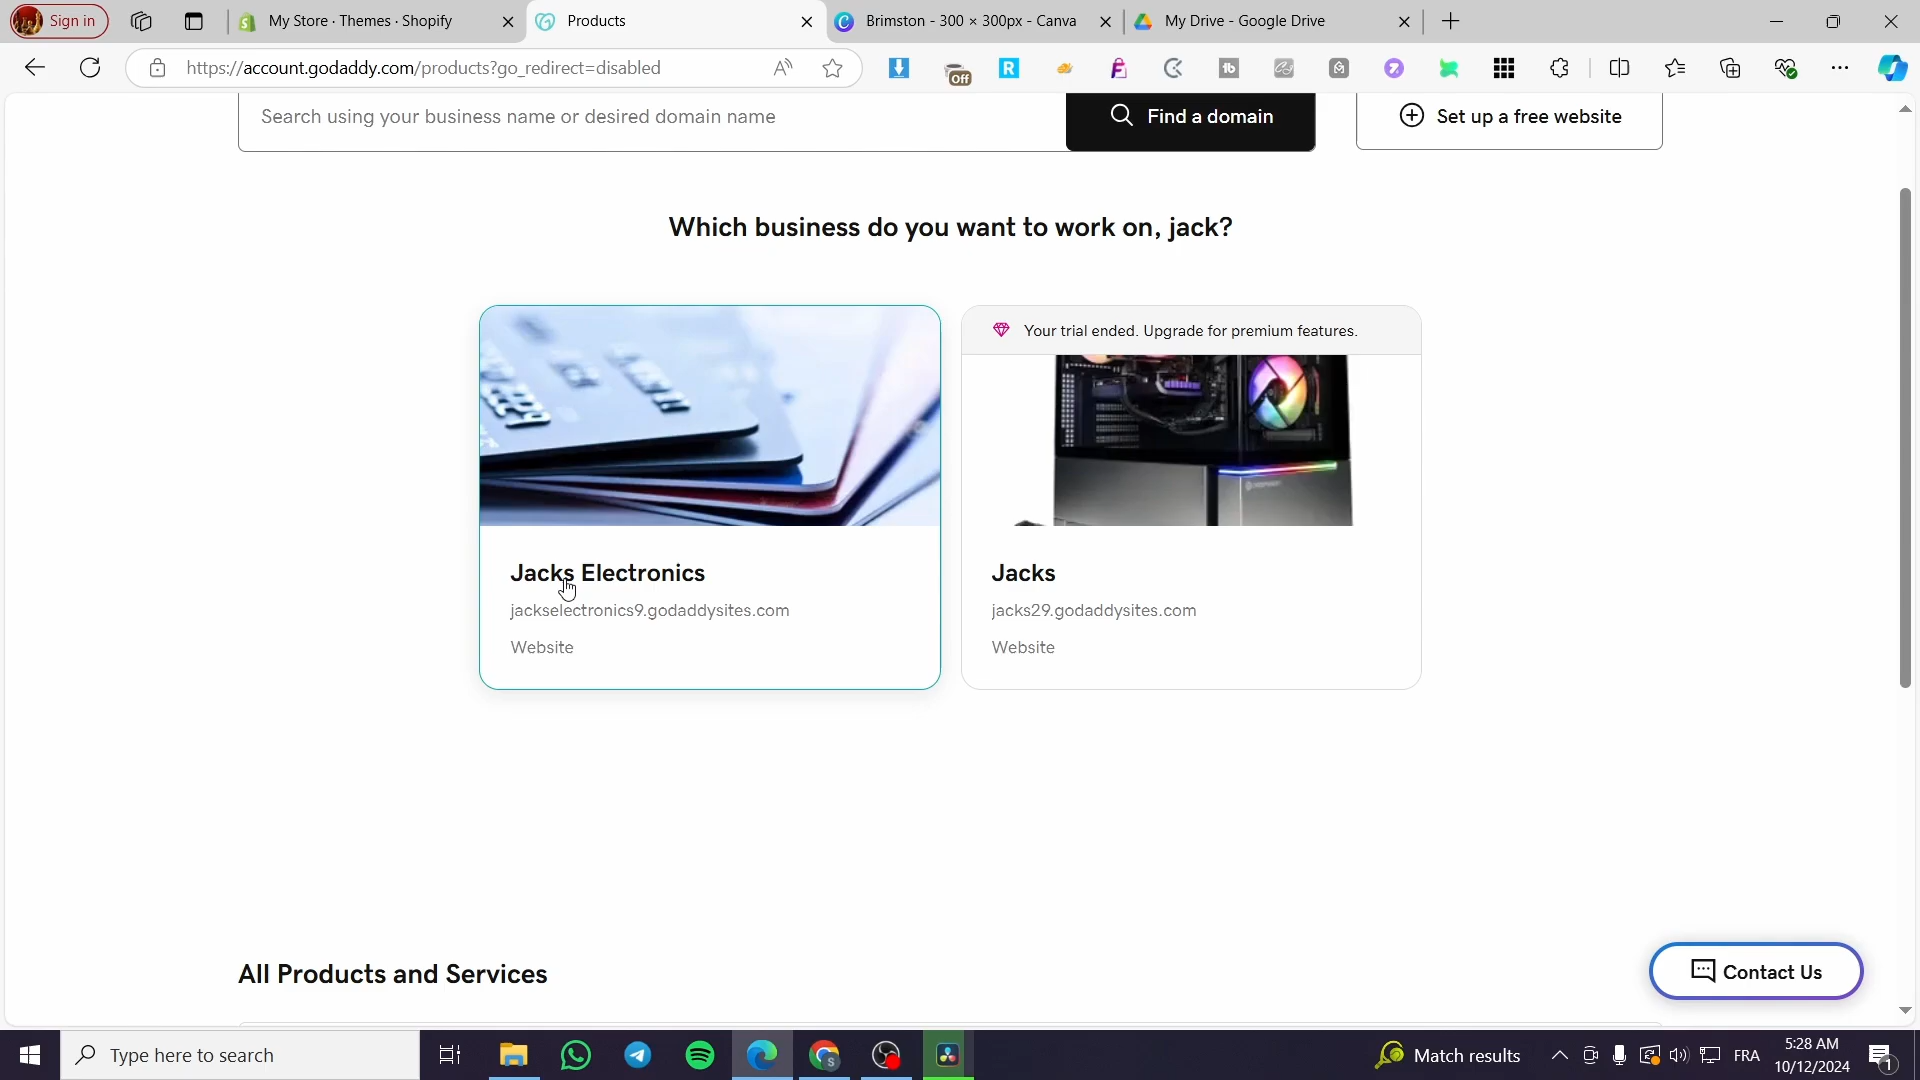 Sign in
My Store · Themes · Shopify
Products
Brimston - 300 × 300px - Canva
My Drive - Google Drive
https://account.godaddy.com/products?go_redirect=disabled
Off
Search using your business name or desired domain name
Find a domain
Set up a free website
Which business do you want to work on, jack?
Your trial ended. Upgrade for premium features.
Jacks Electronics
jackselectronics9.godaddysites.com
Website
Jacks
jacks29.godaddysites.com
Website
All Products and Services
Contact Us
Type here to search
Match results
FRA
5:28 AM
10/12/2024
1